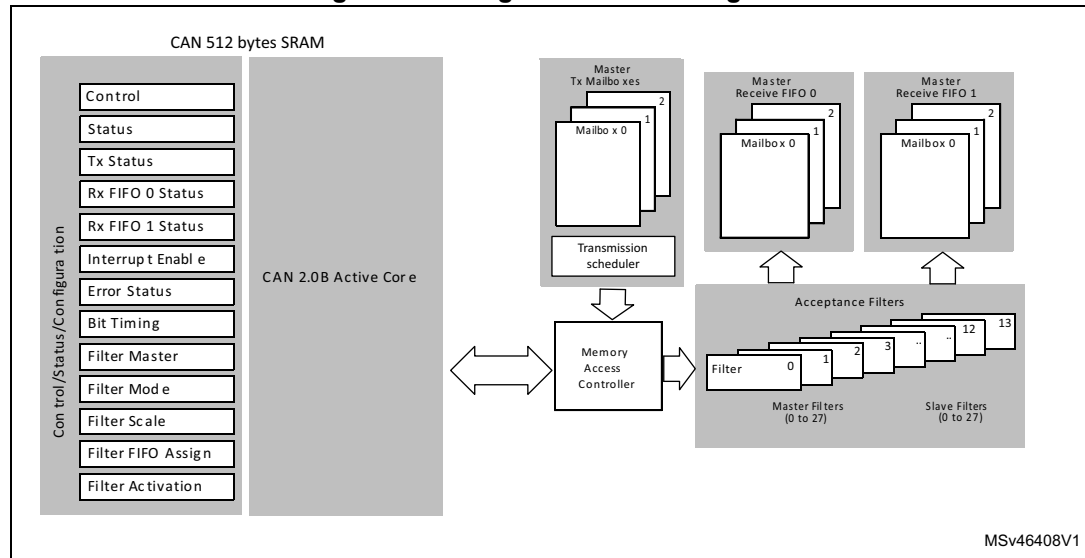 CAN 512 bytes SRAM
Control/Status/Configuration
Control
Status
Tx Status
Rx FIFO 0 Status
Rx FIFO 1 Status
Interrupt Enable
Error Status
Bit Timing
Filter Master
Filter Mode
Filter Scale
Filter FIFO Assign
Filter Activation
CAN 2.0B Active Core
Master
Tx Mailboxes
2
1
Mailbox 0
Transmission
scheduler
Master
Receive FIFO 0
2
1
Mailbox 0
Master
Receive FIFO 1
2
1
Mailbox 0
Memory
Access
Controller
Acceptance Filters
Filter 0
1
2
3
..
..
12
13
Master Filters
(0 to 27)
Slave Filters
(0 to 27)
MSv46408V1